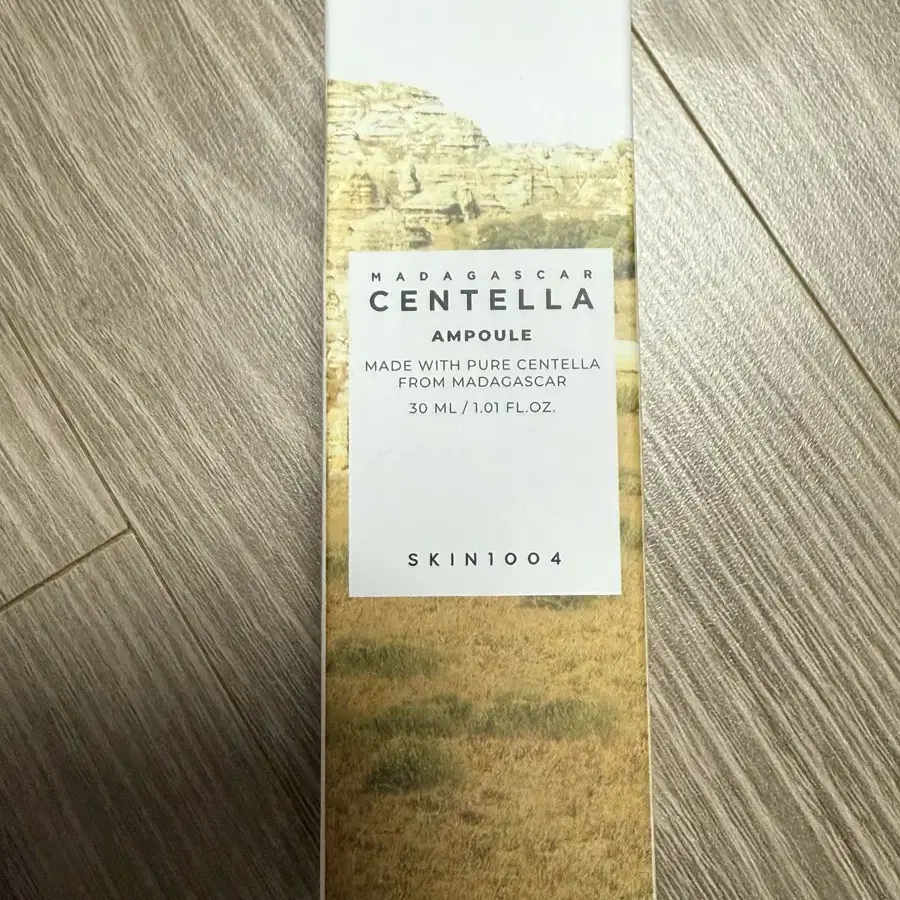 MADAGASCAR
CENTELLA
AMPOULE
MADE WITH PURE CENTELLA
FROM MADAGASCAR
30 ML / 1.01 FL.OZ.
SKIN1004